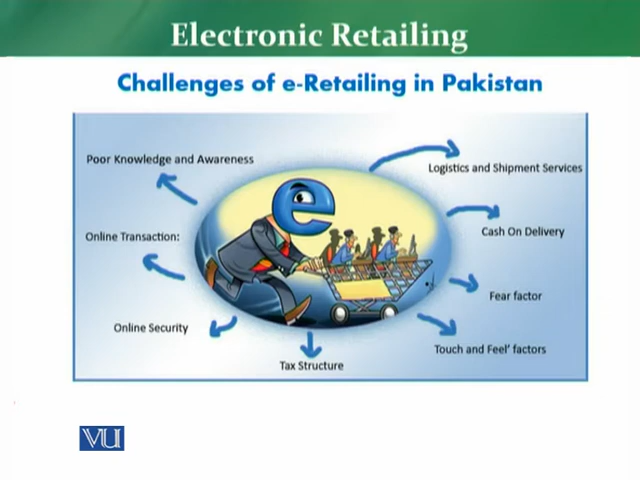 Electronic Retailing
Challenges of e-Retailing in Pakistan
Poor Knowledge and Awareness
Logistics and Shipment Services
Online Transaction:
Cash On Delivery
Fear factor
Online Security
Touch and Feel' factors
Tax Structure
e
VU